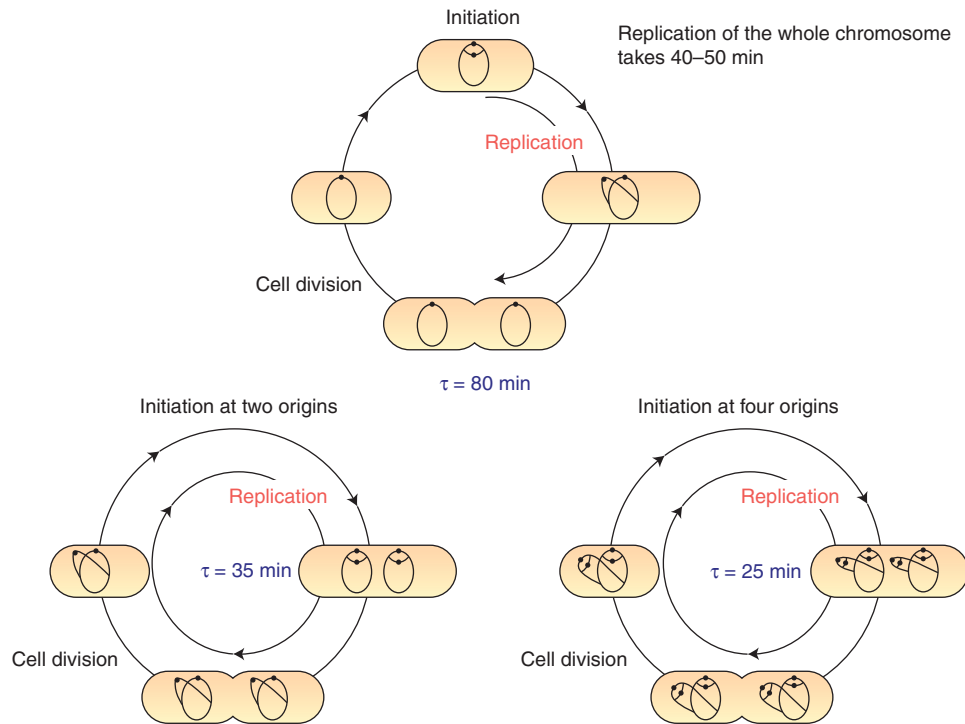 Initiation
Replication of the whole chromosome
takes 40–50 min
Replication
Cell division
τ = 80 min
Initiation at two origins
Replication
τ = 35 min
Cell division
Initiation at four origins
Replication
τ = 25 min
Cell division